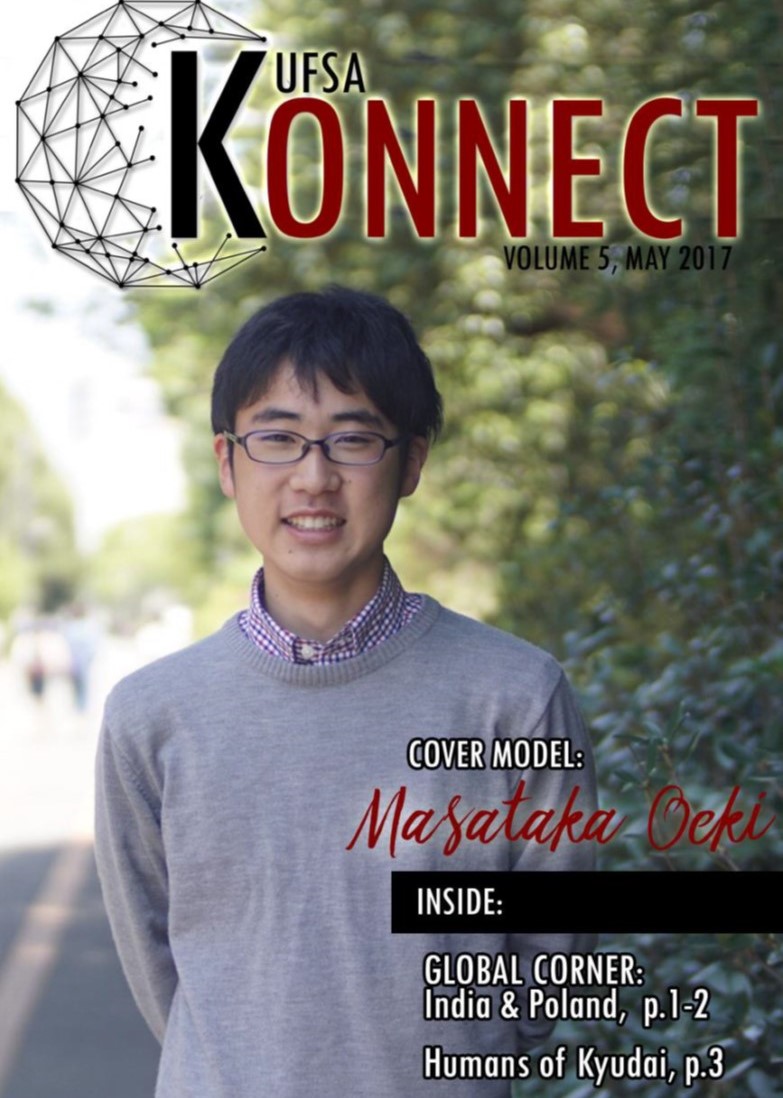 UFSA
KONNECT
VOLUME 5, MAY 2017
COVER MODEL:
Masataka Oeki
INSIDE:
GLOBAL CORNER:
India & Poland, p.1-2
Humans of Kyudai, p.3